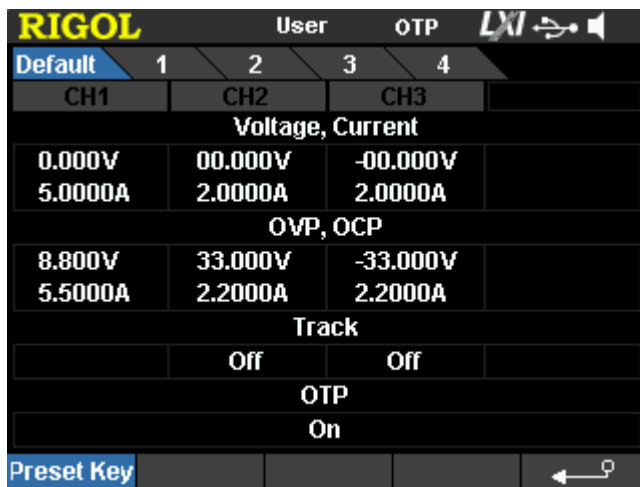 RIGOL User OTP LXI
Default 1 2 3 4
CH1 CH2 CH3
Voltage, Current
0.000V 00.000V -00.000V
5.0000A 2.0000A 2.0000A
OVP, OCP
8.800V 33.000V -33.000V
5.5000A 2.2000A 2.2000A
Track
Off Off
OTP
On
Preset Key